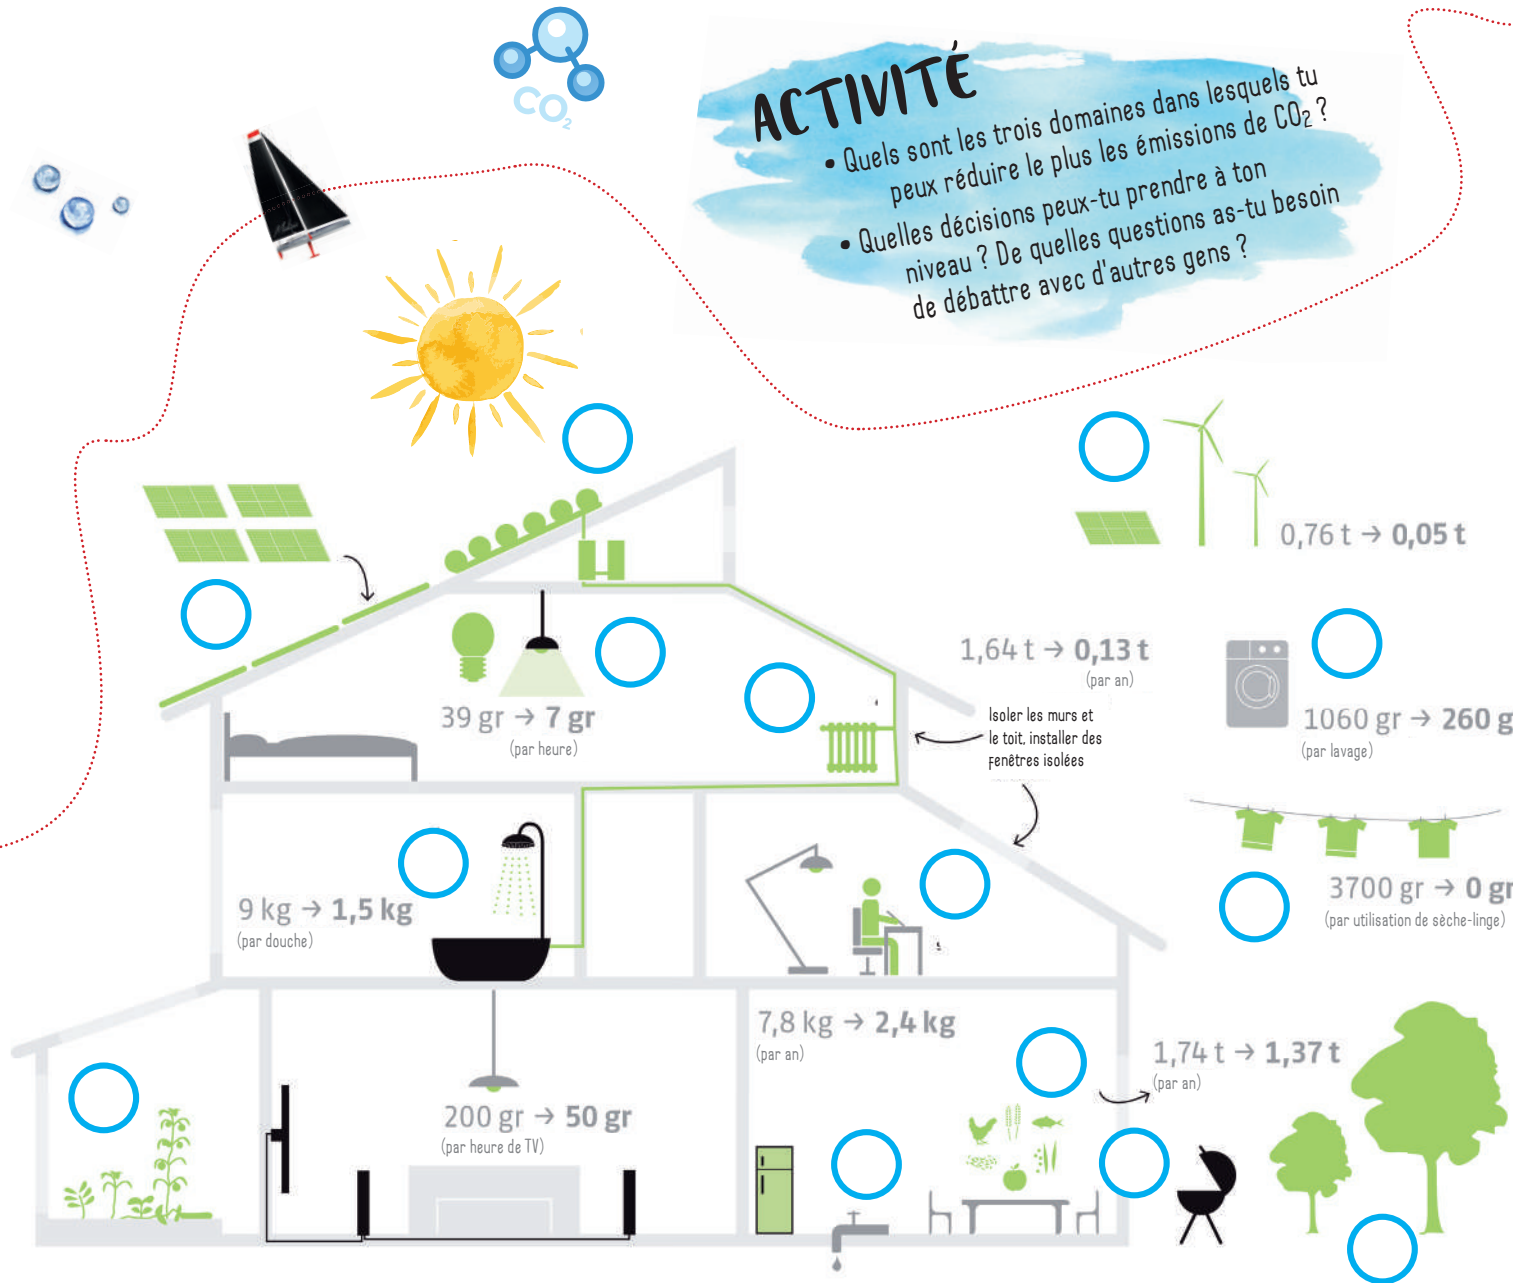 CO2
ACTIVITÉ
• Quels sont les trois domaines dans lesquels tu
peux réduire le plus les émissions de CO2 ?
• Quelles décisions peux-tu prendre à ton
niveau ? De quelles questions as-tu besoin
de débattre avec d'autres gens ?
0,76 t → 0,05 t
1,64 t → 0,13 t
(par an)
Isoler les murs et
le toit, installer des
fenêtres isolées
1060 gr → 260 g
(par lavage)
39 gr → 7 gr
(par heure)
3700 gr → 0 gr
(par utilisation de sèche-linge)
9 kg → 1,5 kg
(par douche)
7,8 kg → 2,4 kg
(par an)
1,74 t → 1,37 t
(par an)
200 gr → 50 gr
(par heure de TV)